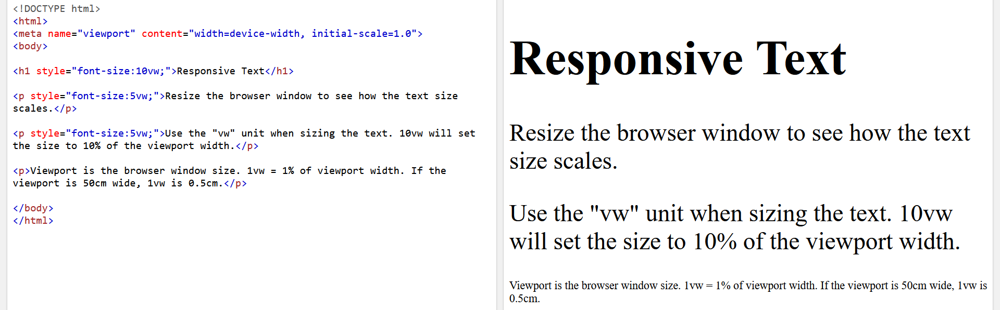 <!DOCTYPE html>
<html>
<meta name="viewport" content="width=device-width, initial-scale=1.0">
<body>
<h1 style="font-size:10vw;">Responsive Text</h1>
<p style="font-size:5vw;">Resize the browser window to see how the text size
scales.</p>
<p style="font-size:5vw;">Use the "vw" unit when sizing the text. 10vw will set
the size to 10% of the viewport width.</p>
<p>Viewport is the browser window size. 1vw = 1% of viewport width. If the
viewport is 50cm wide, 1vw is 0.5cm.</p>
</body>
</html>
Responsive Text
Resize the browser window to see how the text
size scales.
Use the "vw" unit when sizing the text. 10vw
will set the size to 10% of the viewport width.
Viewport is the browser window size. 1vw = 1% of viewport width. If the viewport is 50cm wide, 1vw is
0.5cm.